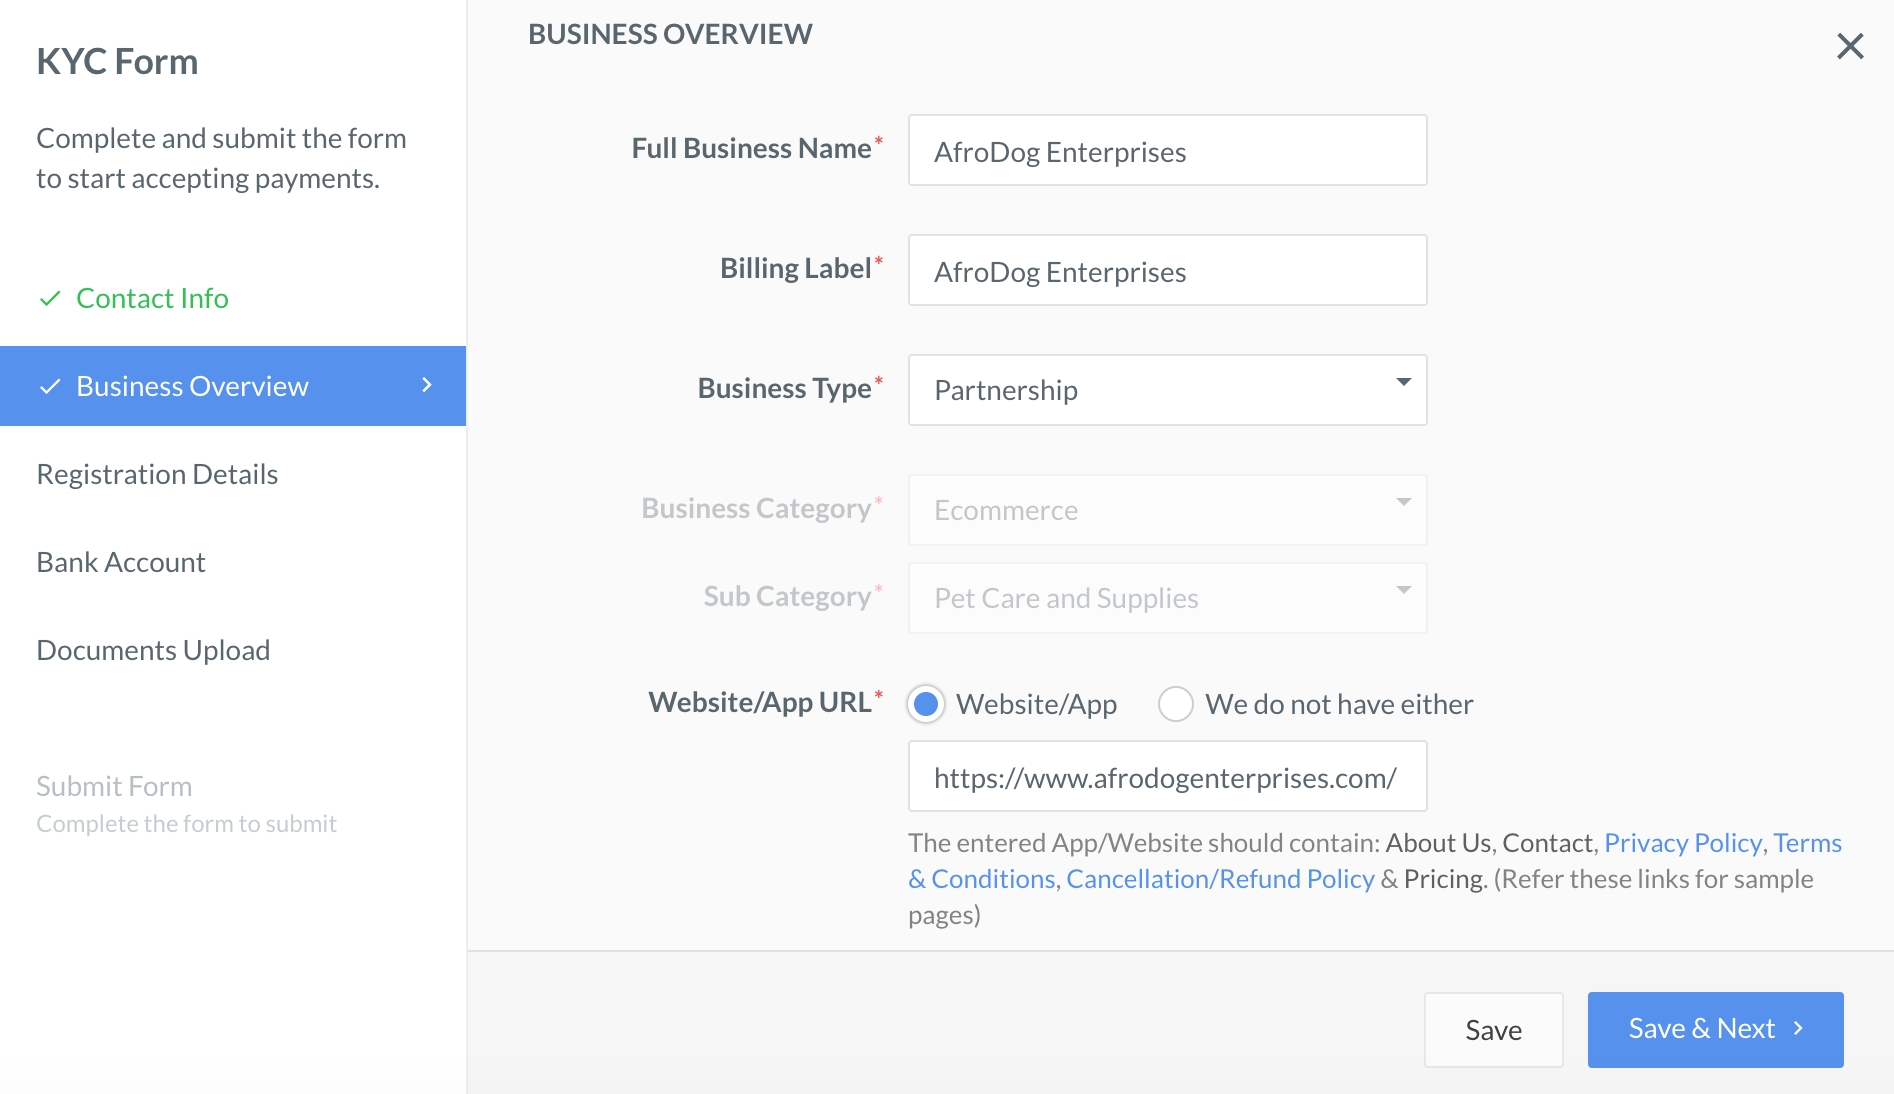 KYC Form
Complete and submit the form
to start accepting payments.
Contact Info
Business Overview
Registration Details
Bank Account
Documents Upload
Submit Form
Complete the form to submit
BUSINESS OVERVIEW
Full Business Name* AfroDog Enterprises
Billing Label* AfroDog Enterprises
Business Type* Partnership
Business Category* Ecommerce
Sub Category* Pet Care and Supplies
Website/App URL* Website/App We do not have either
https://www.afrodogenterprises.com/
The entered App/Website should contain: About Us, Contact, Privacy Policy, Terms
& Conditions, Cancellation/Refund Policy & Pricing. (Refer these links for sample
pages)
Save Save & Next